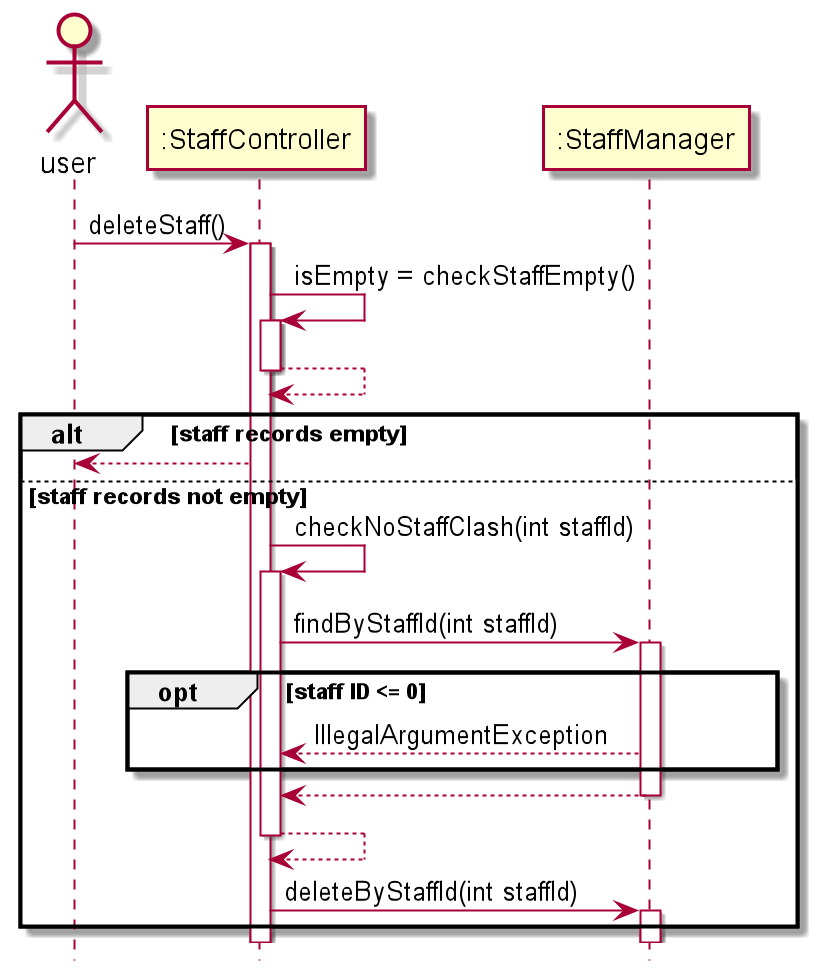 user
:StaffController
:StaffManager
deleteStaff()
isEmpty = checkStaffEmpty()
alt
[staff records empty]
[staff records not empty]
checkNoStaffClash(int staffId)
findByStaffId(int staffId)
opt
[staff ID <= 0]
IllegalArgumentException
deleteByStaffId(int staffId)